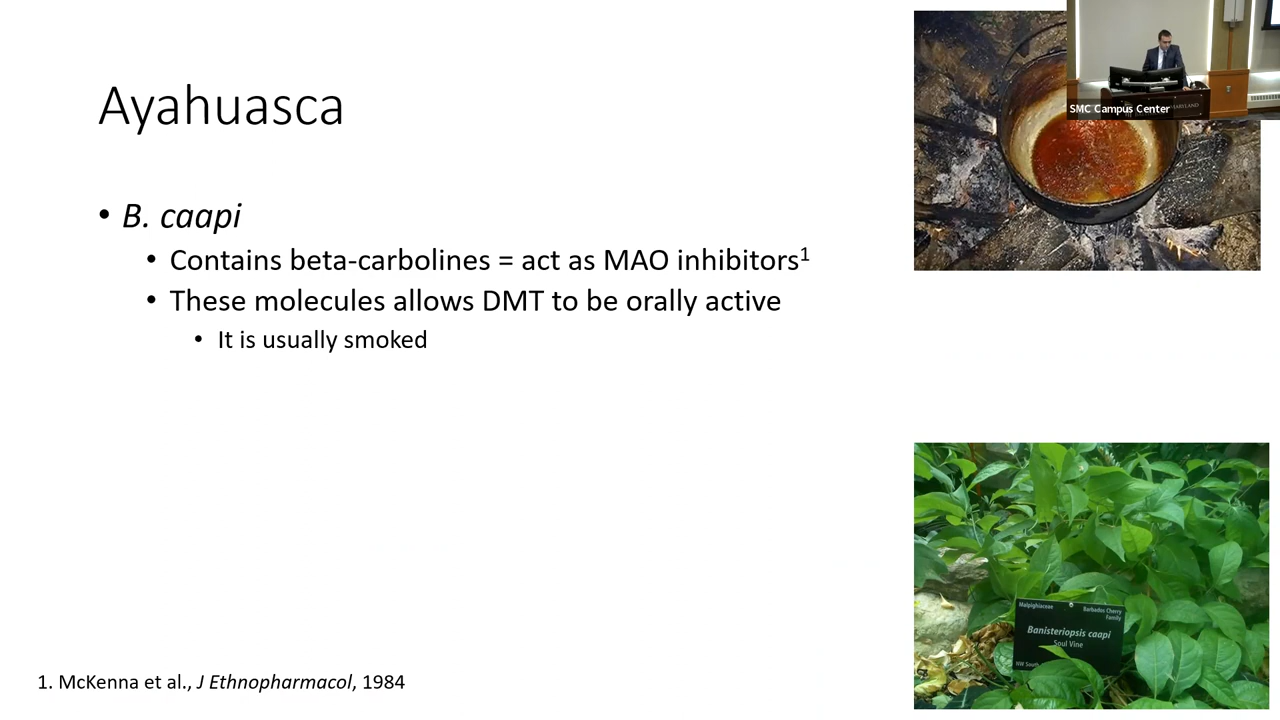 Ayahuasca
• B. caapi
• Contains beta-carbolines = act as MAO inhibitors¹
• These molecules allows DMT to be orally active
• It is usually smoked
1. McKenna et al., J Ethnopharmacol, 1984
SMC Campus Center
MARYLAND
Malpighiaceae
Barbados Cherry
Family
Banisteriopsis caapi
Soul Vine
NW South